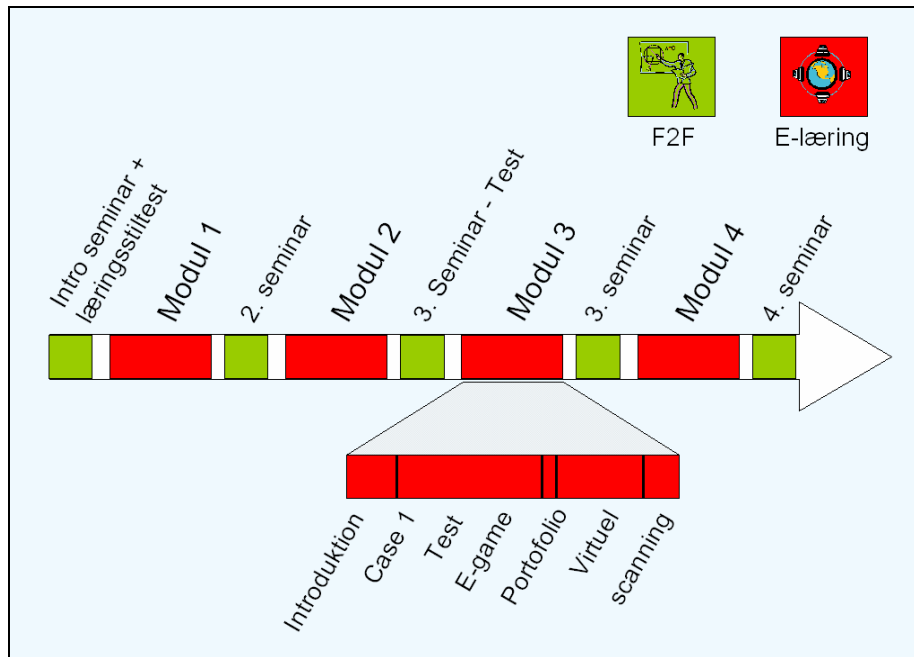 F2F
E-læring
Intro seminar +
læringsstiltest
Modul 1
2. seminar
Modul 2
3. Seminar - Test
Modul 3
3. seminar
Modul 4
4. seminar
Introduktion
Case 1
Test
E-game
Portofolio
Virtuel
scanning